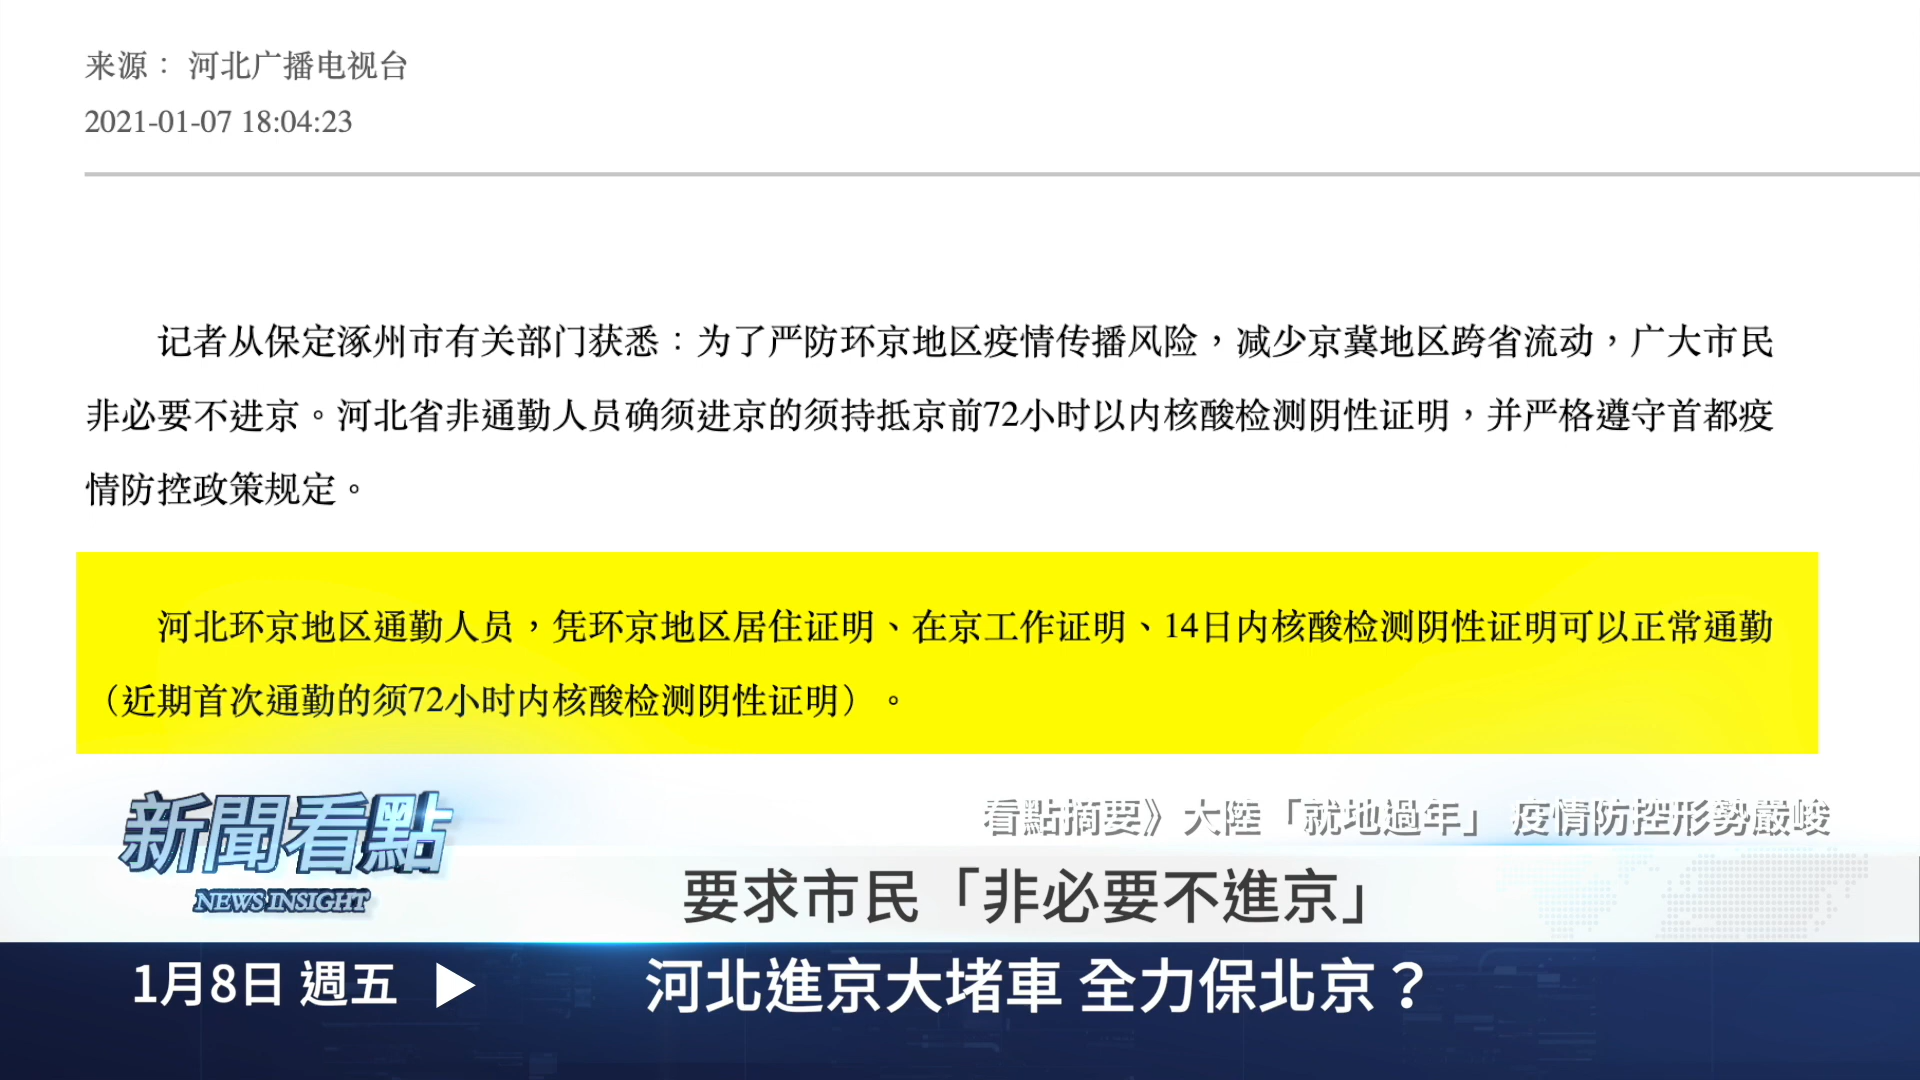 来源： 河北广播电视台
2021-01-07 18:04:23
记者从保定涿州市有关部门获悉：为了严防环京地区疫情传播风险，减少京冀地区跨省流动，广大市民
非必要不进京。河北省非通勤人员确须进京的须持抵京前72小时以内核酸检测阴性证明，并严格遵守首都疫
情防控政策规定。
河北环京地区通勤人员，凭环京地区居住证明、在京工作证明、14日内核酸检测阴性证明可以正常通勤
（近期首次通勤的须72小时内核酸检测阴性证明）。
新聞看點
NEWS INSIGHT
看點摘要》大陸「就地過年」 疫情防控形勢嚴峻
要求市民「非必要不進京」
1月8日 週五
河北進京大堵車 全力保北京？